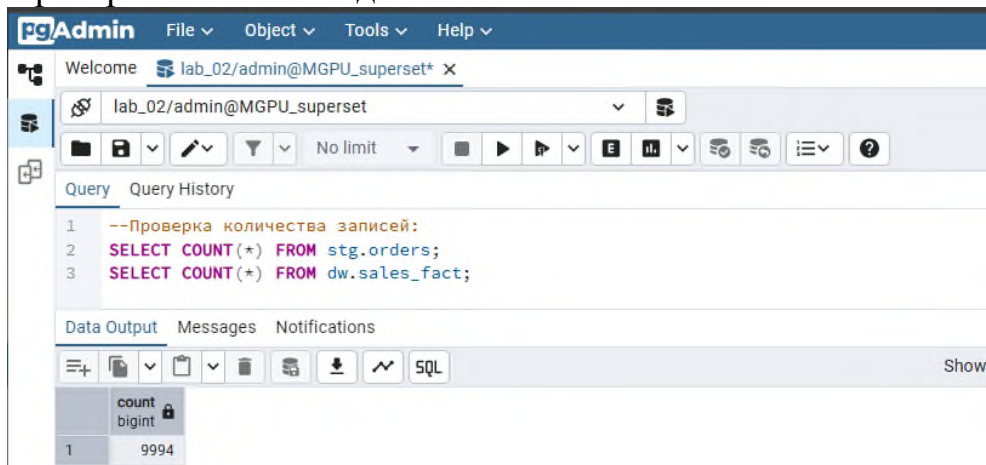 pgAdmin File Object Tools Help
Welcome lab_02/admin@MGPU_superset*
lab_02/admin@MGPU_superset
No limit
Query Query History
1 --Проверка количества записей:
2 SELECT COUNT(*) FROM stg.orders;
3 SELECT COUNT(*) FROM dw.sales_fact;
Data Output Messages Notifications
SQL Show
count
bigint
1 9994